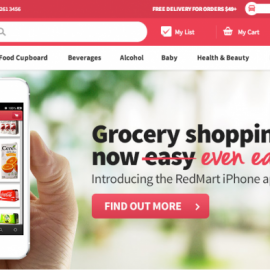 261 3456 FREE DELIVERY FOR ORDERS $49+
My List My Cart
Food Cupboard Beverages Alcohol Baby Health & Beauty
Grocery shoppin
now easy even ea
Introducing the RedMart iPhone a
FIND OUT MORE